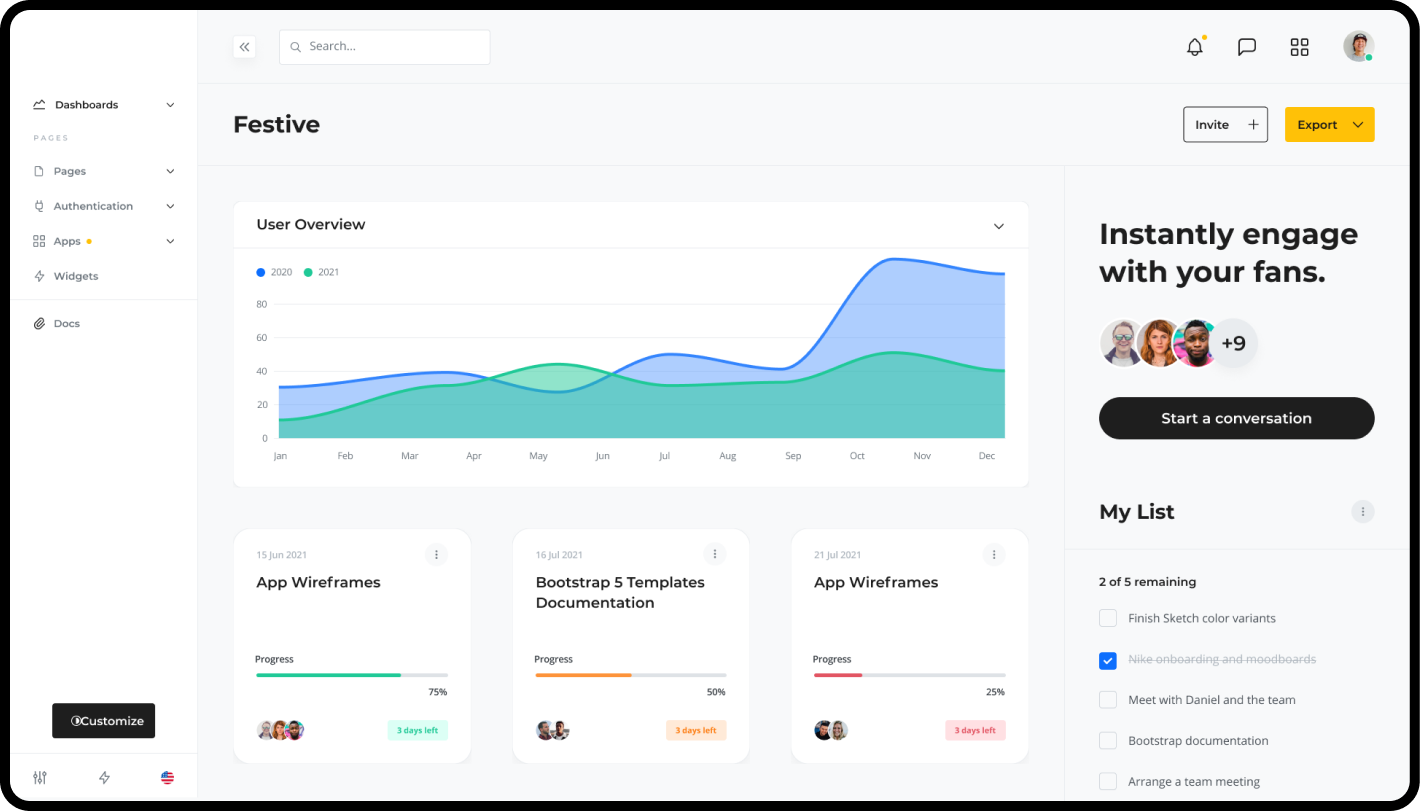 Search...
Dashboards
PAGES
Pages
Authentication
Apps
Widgets
Docs
Customize
Festive
Invite
Export
User Overview
2020 2021
80
60
40
20
0
Jan Feb Mar Apr May Jun Jul Aug Sep Oct Nov Dec
15 Jun 2021
App Wireframes
Progress
75%
3 days left
16 Jul 2021
Bootstrap 5 Templates
Documentation
Progress
50%
3 days left
21 Jul 2021
App Wireframes
Progress
25%
3 days left
Instantly engage
with your fans.
+9
Start a conversation
My List
2 of 5 remaining
Finish Sketch color variants
Nike onboarding and moodboards
Meet with Daniel and the team
Bootstrap documentation
Arrange a team meeting